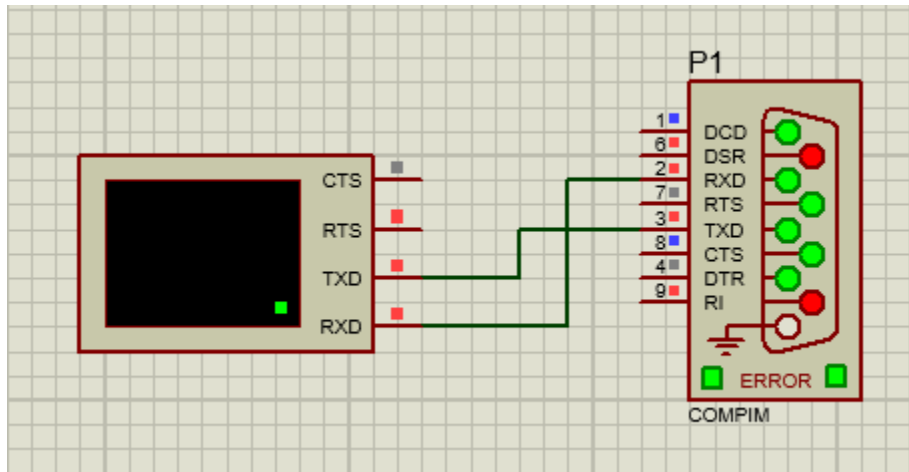 P1
1 DCD
6 DSR
2 RXD
7 RTS
3 TXD
8 CTS
4 DTR
9 RI
ERROR
COMPIM
CTS
RTS
TXD
RXD